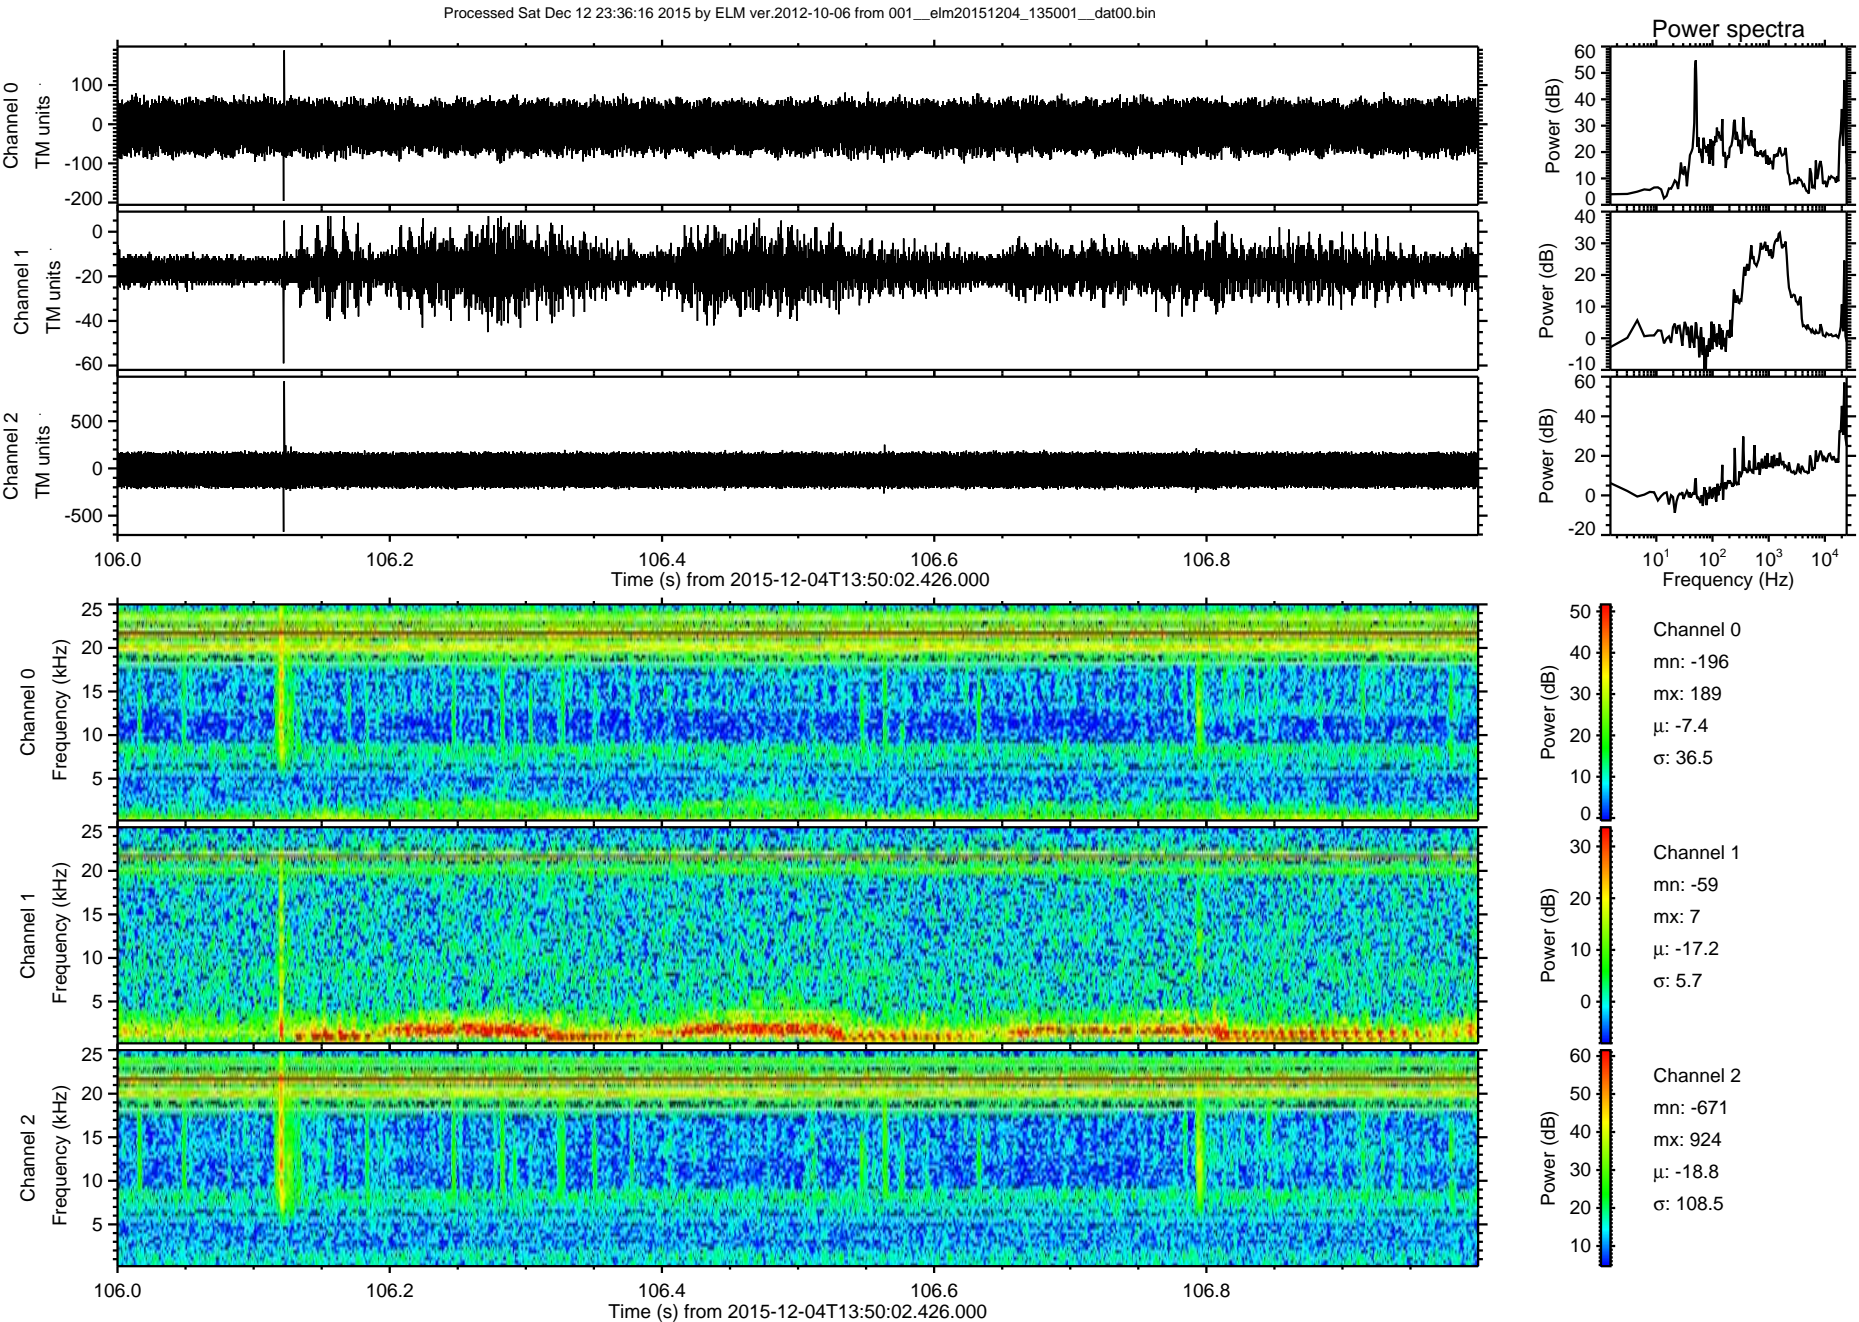 Processed Sat Dec 12 23:36:16 2015 by ELM ver.2012-10-06 from 001__elm20151204_135001__dat00.bin
Power spectra
Channel 0
TM units
100
0
-100
-200
Power (dB)
60
50
40
30
20
10
0
Channel 1
TM units
0
-20
-40
-60
Power (dB)
40
30
20
10
0
-10
Channel 2
TM units
500
0
-500
Power (dB)
60
40
20
0
-20
106.0 106.2 106.4 106.6 106.8
Time (s) from 2015-12-04T13:50:02.426.000
10¹ 10² 10³ 10⁴
Frequency (Hz)
Channel 0
Frequency (kHz)
25
20
15
10
5
Power (dB)
50
40
30
20
10
0
Channel 0
mn: -196
mx: 189
μ: -7.4
σ: 36.5
Channel 1
Frequency (kHz)
25
20
15
10
5
Power (dB)
30
20
10
0
Channel 1
mn: -59
mx: 7
μ: -17.2
σ: 5.7
Channel 2
Frequency (kHz)
25
20
15
10
5
Power (dB)
60
50
40
30
20
10
Channel 2
mn: -671
mx: 924
μ: -18.8
σ: 108.5
106.0 106.2 106.4 106.6 106.8
Time (s) from 2015-12-04T13:50:02.426.000